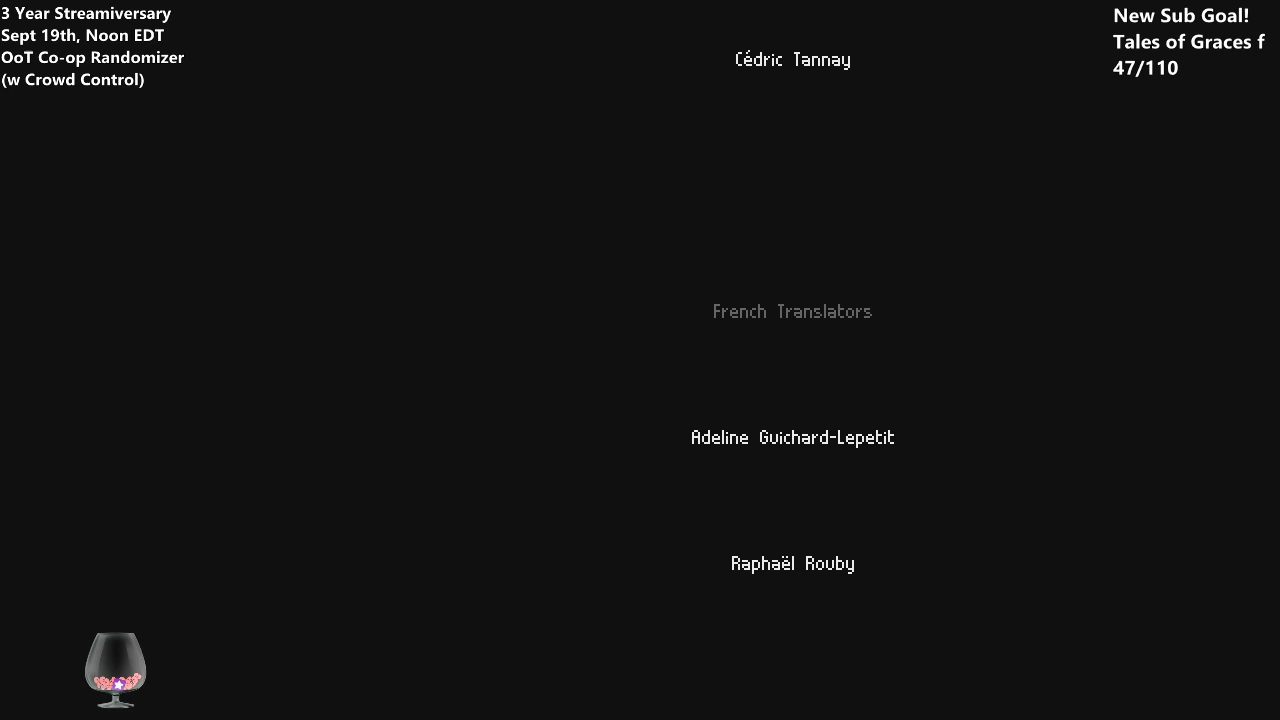 3 Year Streamiversary
Sept 19th, Noon EDT
OoT Co-op Randomizer
(w Crowd Control)
New Sub Goal!
Tales of Graces f
47/110
Cédric Tannay
French Translators
Adeline Guichard-Lepetit
Raphaël Rouby